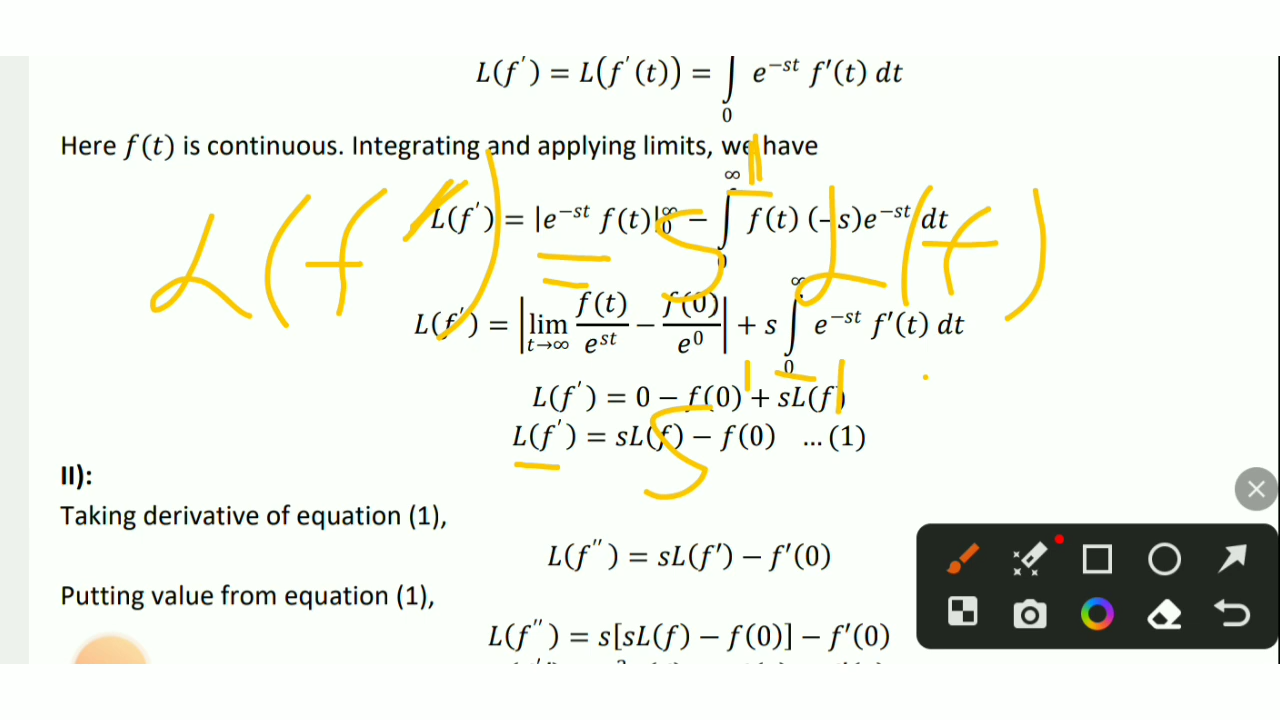 L(f′) = L(f′(t)) = ∫₀ e^{−st} f′(t) dt
Here f(t) is continuous. Integrating and applying limits, we have
L(f′) = |e^{−st} f(t)|₀^∞ − ∫₀^∞ f(t) (−s)e^{−st} dt
ℒ(f′) = sℒ(f)
L(f′) = |lim_{t→∞} f(t)/e^{st} − f(0)/e⁰| + s ∫₀^∞ e^{−st} f′(t) dt
L(f′) = 0 − f(0) + sL(f)
L(f′) = sL(f) − f(0) …(1)
II):
Taking derivative of equation (1),
L(f″) = sL(f′) − f′(0)
Putting value from equation (1),
L(f″) = s[sL(f) − f(0)] − f′(0)